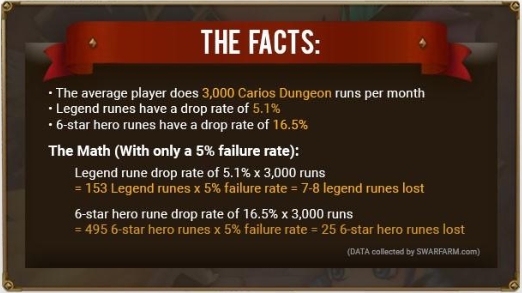 THE FACTS:
• The average player does 3,000 Carios Dungeon runs per month
• Legend runes have a drop rate of 5.1%
• 6-star hero runes have a drop rate of 16.5%
The Math (With only a 5% failure rate):
Legend rune drop rate of 5.1% x 3,000 runs
= 153 Legend runes x 5% failure rate = 7-8 legend runes lost
6-star hero rune drop rate of 16.5% x 3,000 runs
= 495 6-star hero runes x 5% failure rate = 25 6-star hero runes lost
(DATA collected by SWARFARM.com)